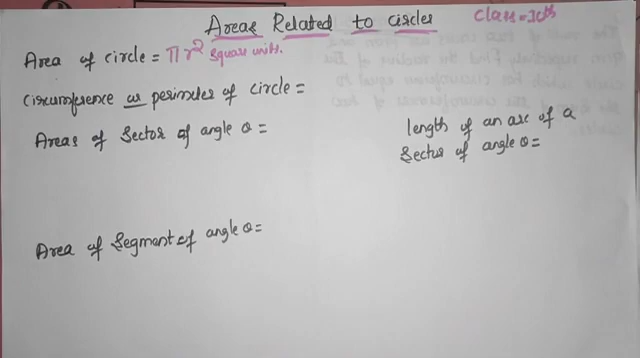 Areas Related to circles
Class=10th
Area of circle = πr² square units.
circumference or perimeter of circle =
Areas of Sector of angle θ =
length of an arc of a
Sector of angle θ=
Area of Segment of angle θ=